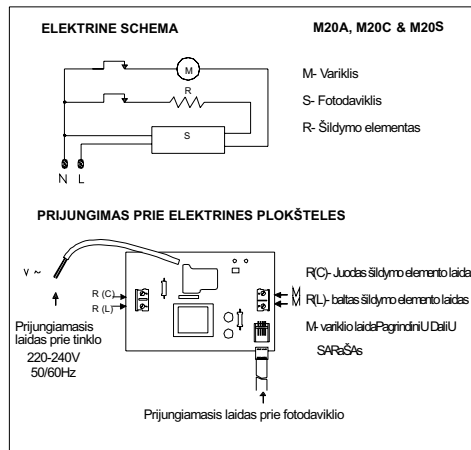 ELEKTRINE SCHEMA
M20A, M20C & M20S
M
R
S
N L
M- Variklis
S- Fotodaviklis
R- Šildymo elementas
PRIJUNGIMAS PRIE ELEKTRINES PLOKŠTELES
V ~
R (C)
R (L)
M
M
Prijungiamasis
laidas prie tinklo
220-240V
50/60Hz
R(C)- Juodas šildymo elemento laida
R(L)- baltas šildymo elemento laidas
M- variklio laidaPagrindiniU DaliU
SARaŠAs
Prijungiamasis laidas prie fotodaviklio